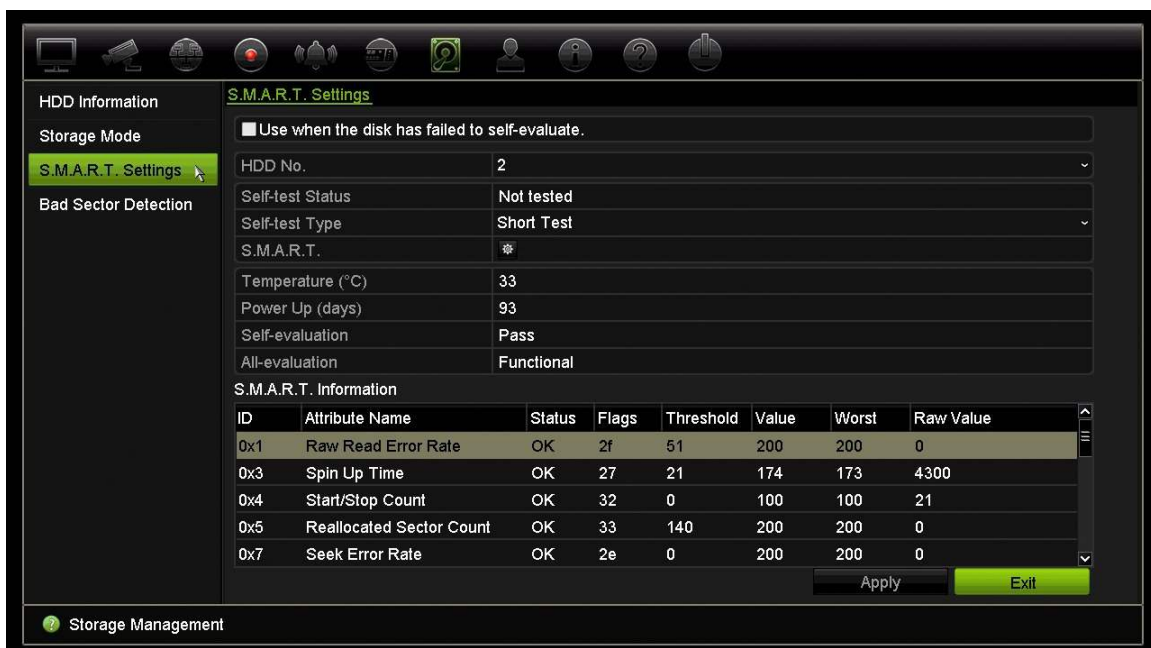 HDD Information
Storage Mode
S.M.A.R.T. Settings
Bad Sector Detection
S.M.A.R.T. Settings
Use when the disk has failed to self-evaluate.
HDD No. 2
Self-test Status Not tested
Self-test Type Short Test
S.M.A.R.T.
Temperature (°C) 33
Power Up (days) 93
Self-evaluation Pass
All-evaluation Functional
S.M.A.R.T. Information
ID Attribute Name Status Flags Threshold Value Worst Raw Value
0x1 Raw Read Error Rate OK 2f 51 200 200 0
0x3 Spin Up Time OK 27 21 174 173 4300
0x4 Start/Stop Count OK 32 0 100 100 21
0x5 Reallocated Sector Count OK 33 140 200 200 0
0x7 Seek Error Rate OK 2e 0 200 200 0
Apply Exit
Storage Management